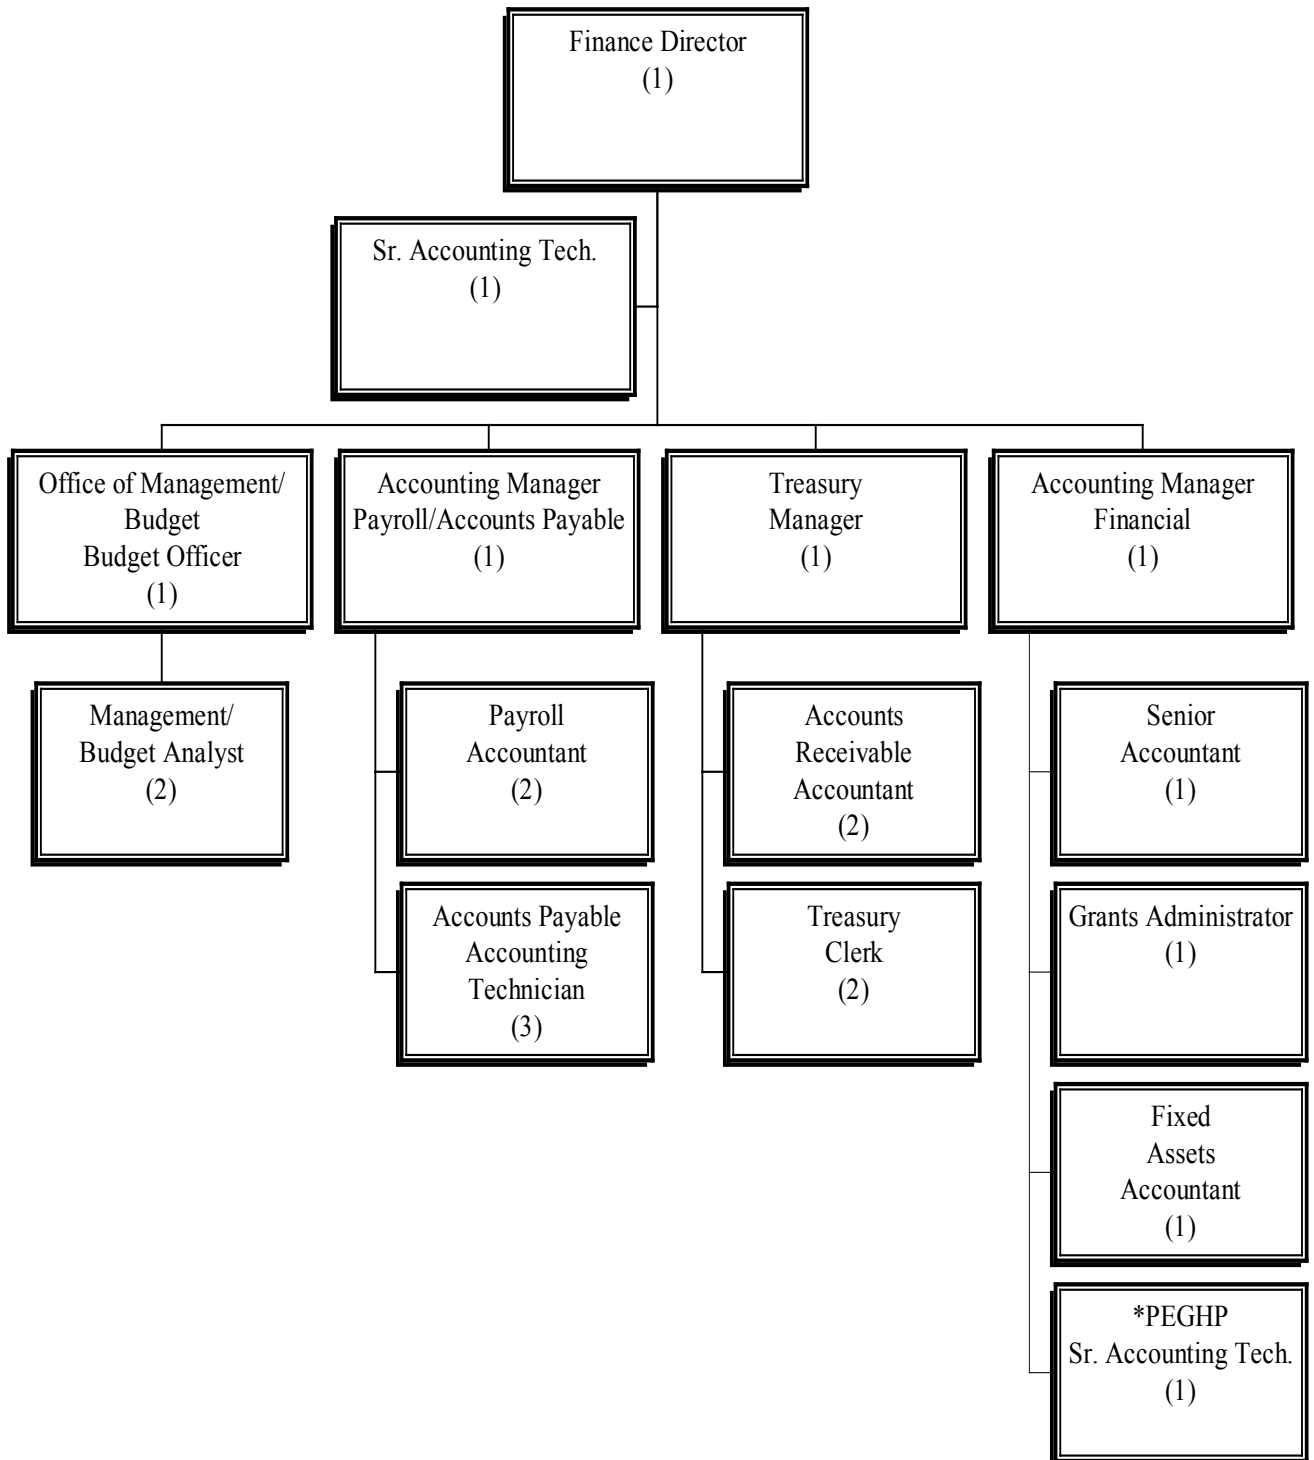 Finance Director
(1)
Sr. Accounting Tech.
(1)
Office of Management/
Budget
Budget Officer
(1)
Accounting Manager
Payroll/Accounts Payable
(1)
Treasury
Manager
(1)
Accounting Manager
Financial
(1)
Management/
Budget Analyst
(2)
Payroll
Accountant
(2)
Accounts
Receivable
Accountant
(2)
Senior
Accountant
(1)
Accounts Payable
Accounting
Technician
(3)
Treasury
Clerk
(2)
Grants Administrator
(1)
Fixed
Assets
Accountant
(1)
*PEGHP
Sr. Accounting Tech.
(1)